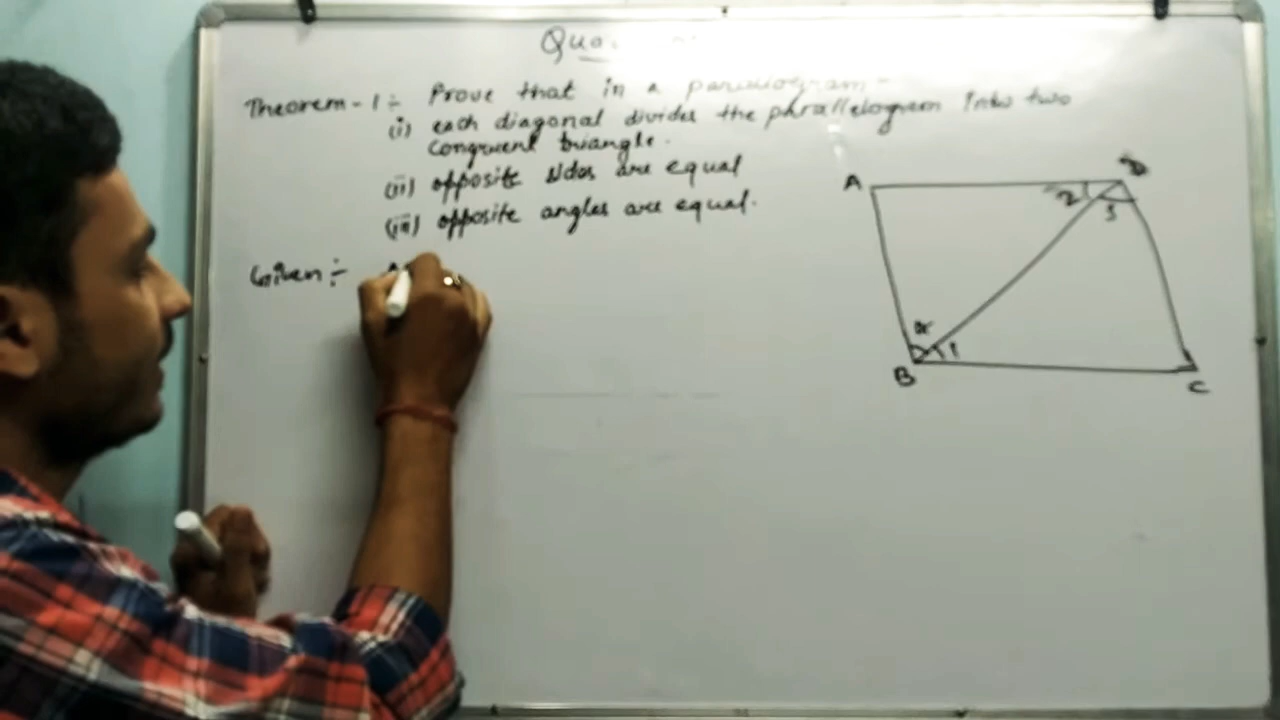 Theorem-1 :- Prove that in a parallelogram-
(i) each diagonal divides the parallelogram into two
congruent triangle.
(ii) opposite sides are equal
(iii) opposite angles are equal.
Given :-
A
D
2
3
4
1
B
C